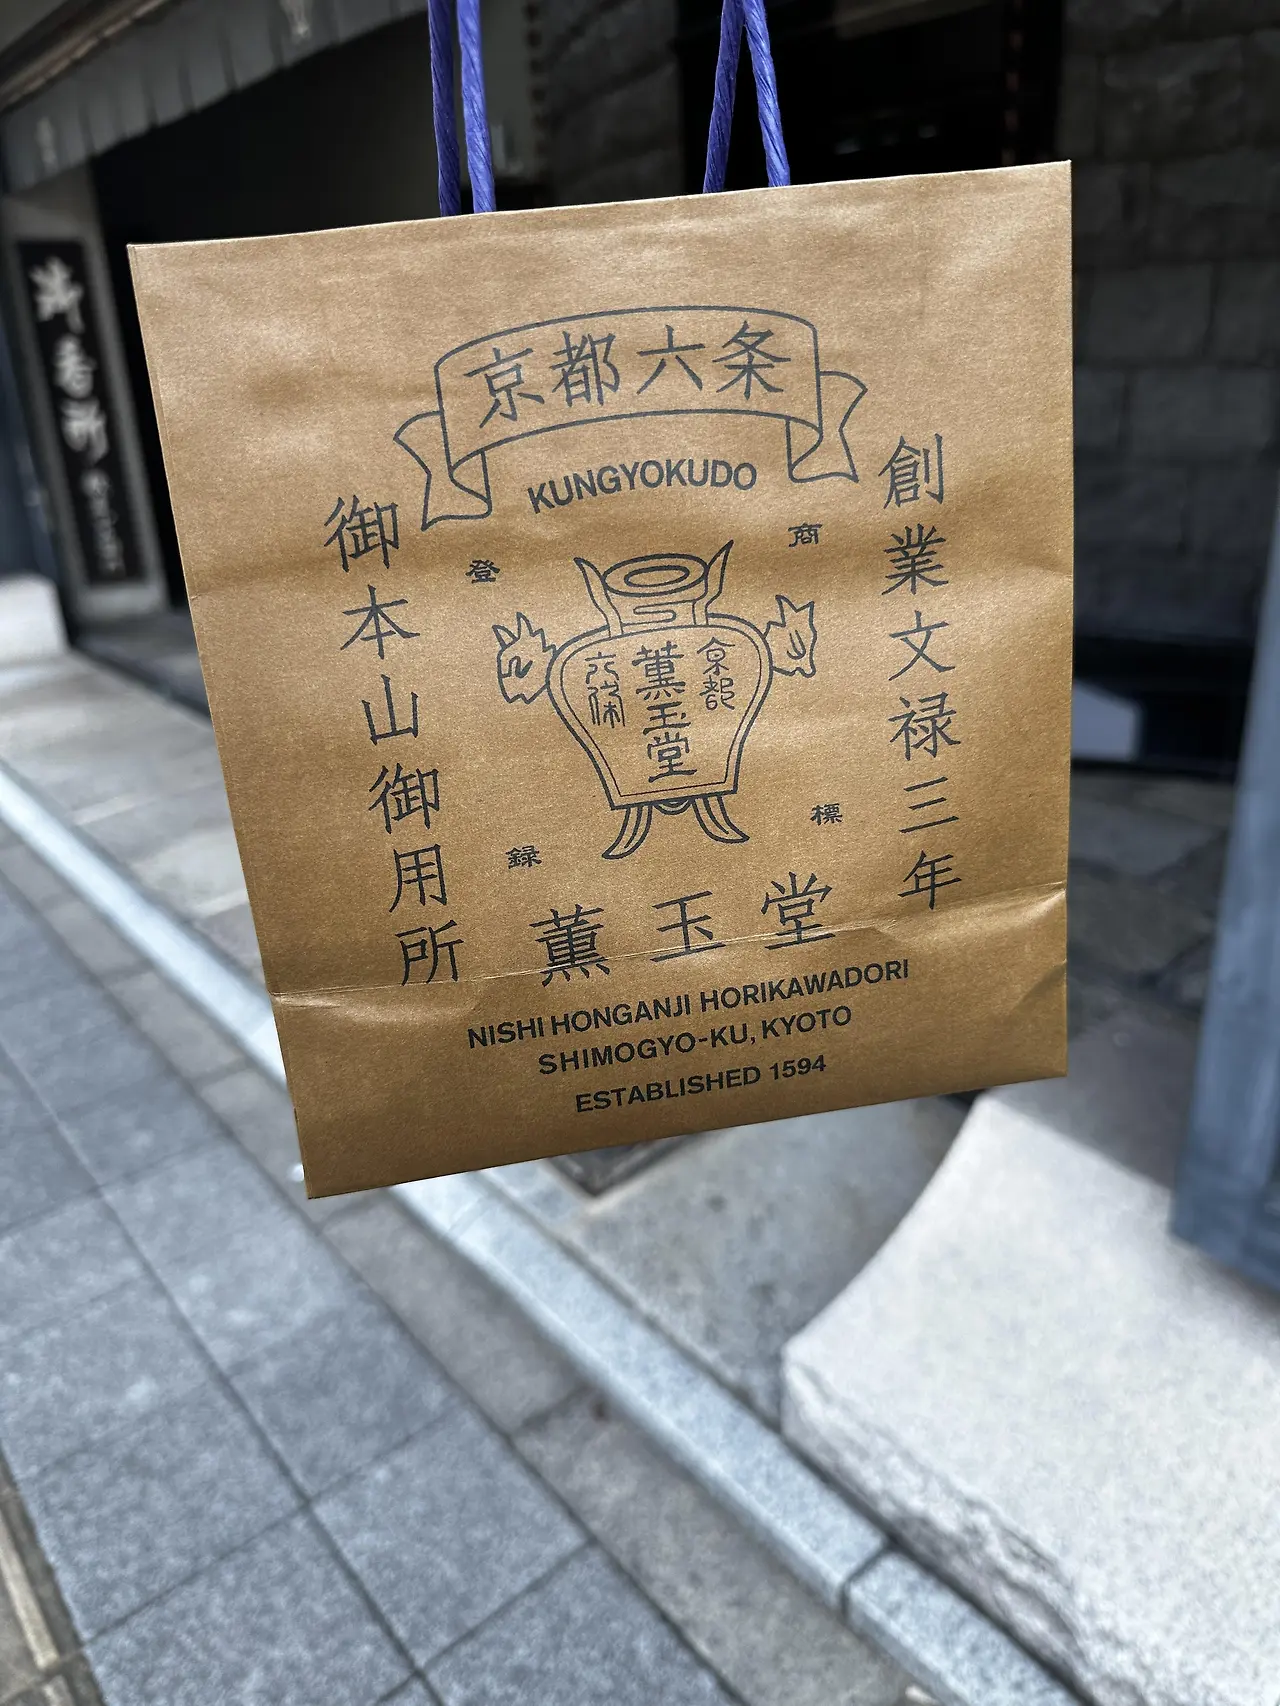 京都六条
KUNGYOKUDO
創業文禄三年
御本山御用所
商標
登録
京都
薫玉堂
六條
薫玉堂
NISHI HONGANJI HORIKAWADORI
SHIMOGYO-KU, KYOTO
ESTABLISHED 1594